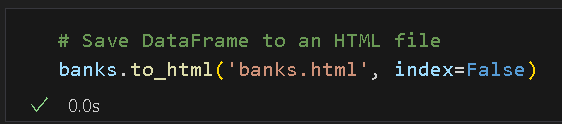 # Save DataFrame to an HTML file
banks.to_html('banks.html', index=False)
0.0s